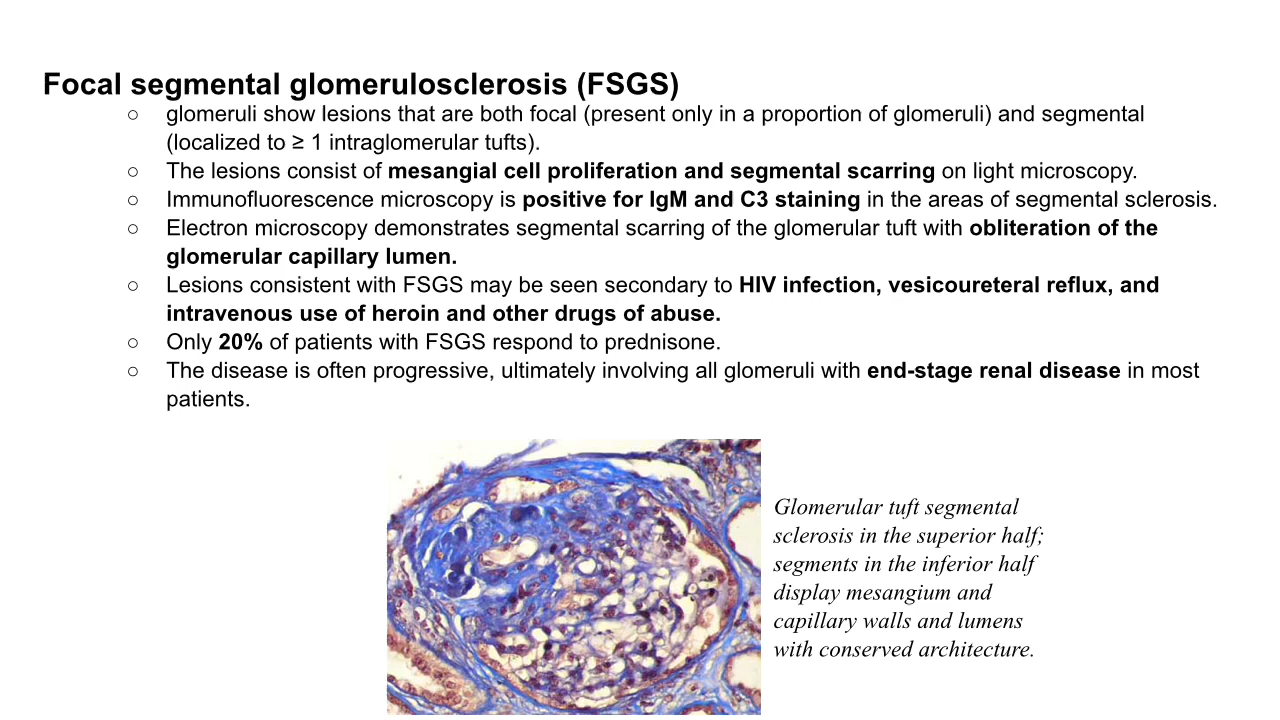 Focal segmental glomerulosclerosis (FSGS)
○ glomeruli show lesions that are both focal (present only in a proportion of glomeruli) and segmental
(localized to ≥ 1 intraglomerular tufts).
○ The lesions consist of mesangial cell proliferation and segmental scarring on light microscopy.
○ Immunofluorescence microscopy is positive for IgM and C3 staining in the areas of segmental sclerosis.
○ Electron microscopy demonstrates segmental scarring of the glomerular tuft with obliteration of the
glomerular capillary lumen.
○ Lesions consistent with FSGS may be seen secondary to HIV infection, vesicoureteral reflux, and
intravenous use of heroin and other drugs of abuse.
○ Only 20% of patients with FSGS respond to prednisone.
○ The disease is often progressive, ultimately involving all glomeruli with end-stage renal disease in most
patients.
Glomerular tuft segmental
sclerosis in the superior half;
segments in the inferior half
display mesangium and
capillary walls and lumens
with conserved architecture.